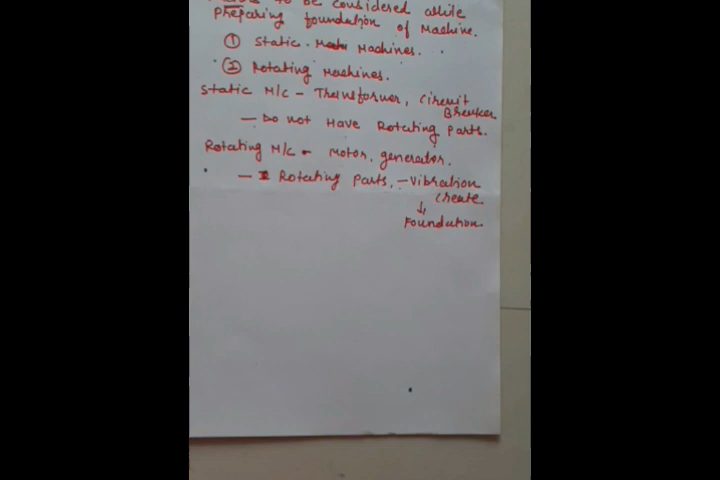 to be considered while
preparing foundation of Machine.
① Static Machines.
② Rotating Machines.
Static M/C - Transformer, Circuit
Breaker
- Do not Have Rotating Parts.
Rotating M/C - Motor, generator.
- Rotating Parts, - Vibration
Create.
↓
Foundation.